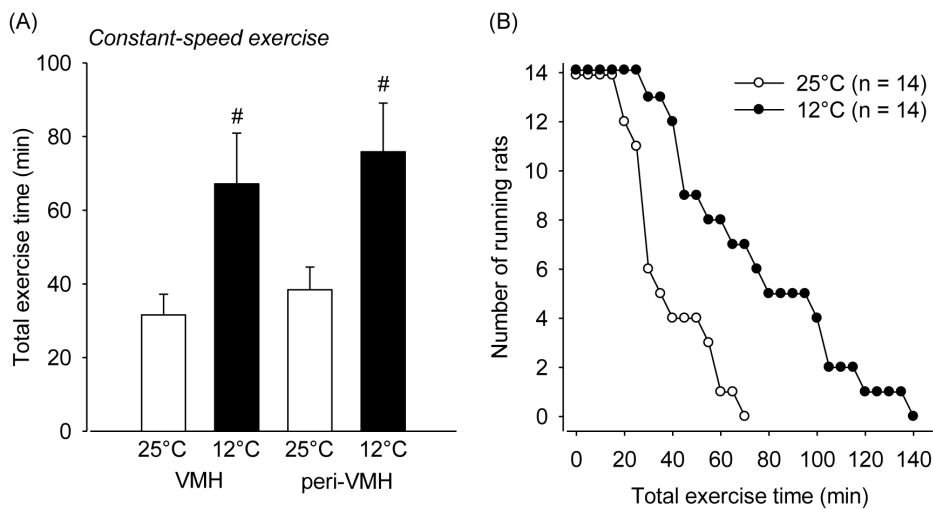 (A)
Constant-speed exercise
Total exercise time (min)
100
80
60
40
20
0
#
#
25°C 12°C 25°C 12°C
VMH peri-VMH
(B)
Number of running rats
14
12
10
8
6
4
2
0
25°C (n = 14)
12°C (n = 14)
0 20 40 60 80 100 120 140
Total exercise time (min)